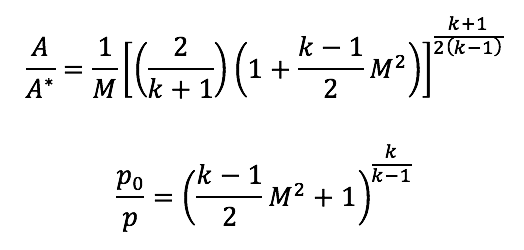 A/A* = 1/M [(2/(k + 1)) (1 + (k − 1)/2 M²)]^((k+1)/(2(k−1)))
p₀/p = ((k − 1)/2 M² + 1)^(k/(k−1))